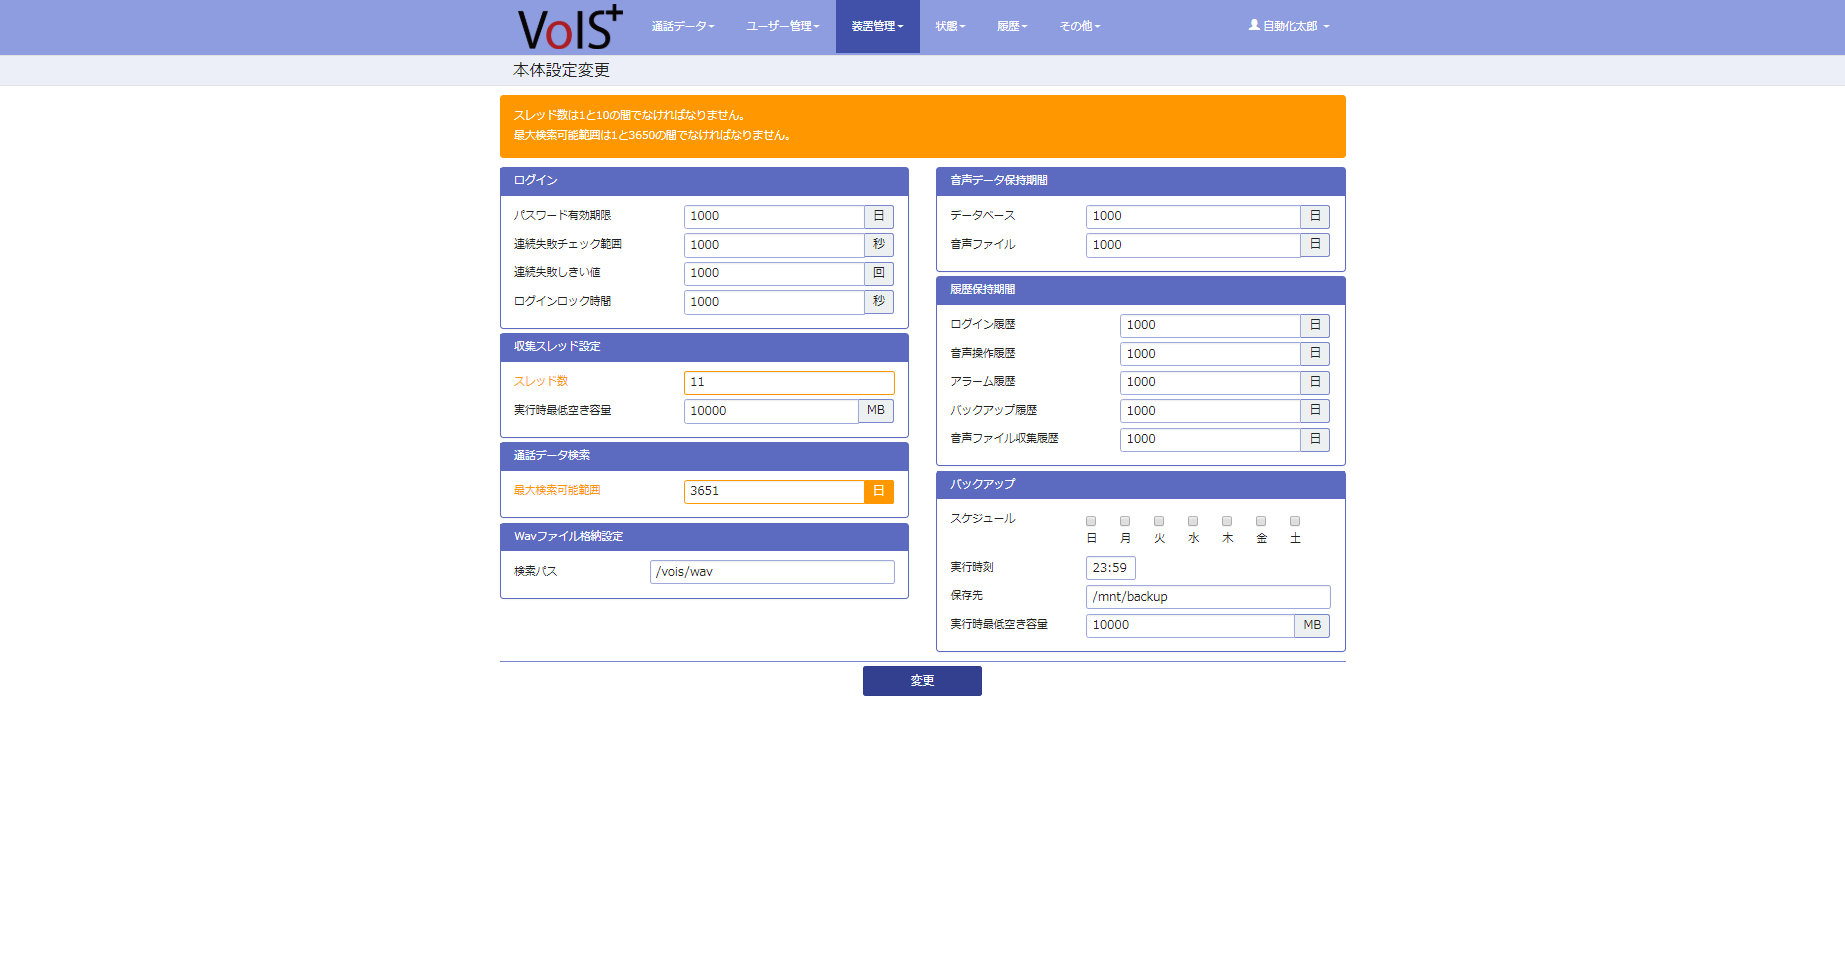 VoIS+
通話データ ユーザー管理 装置管理 状態 履歴 その他 自動化太郎
本体設定変更
スレッド数は1と10の間でなければなりません。
最大検索可能範囲は1と3650の間でなければなりません。
ログイン
パスワード有効期限 1000 日
連続失敗チェック範囲 1000 秒
連続失敗しきい値 1000 回
ログインロック時間 1000 秒
収集スレッド設定
スレッド数 11
実行時最低空き容量 10000 MB
通話データ検索
最大検索可能範囲 3651 日
Wavファイル格納設定
検索パス /vois/wav
音声データ保持期間
データベース 1000 日
音声ファイル 1000 日
履歴保持期間
ログイン履歴 1000 日
音声操作履歴 1000 日
アラーム履歴 1000 日
バックアップ履歴 1000 日
音声ファイル収集履歴 1000 日
バックアップ
スケジュール
日 月 火 水 木 金 土
実行時刻 23:59
保存先 /mnt/backup
実行時最低空き容量 10000 MB
変更